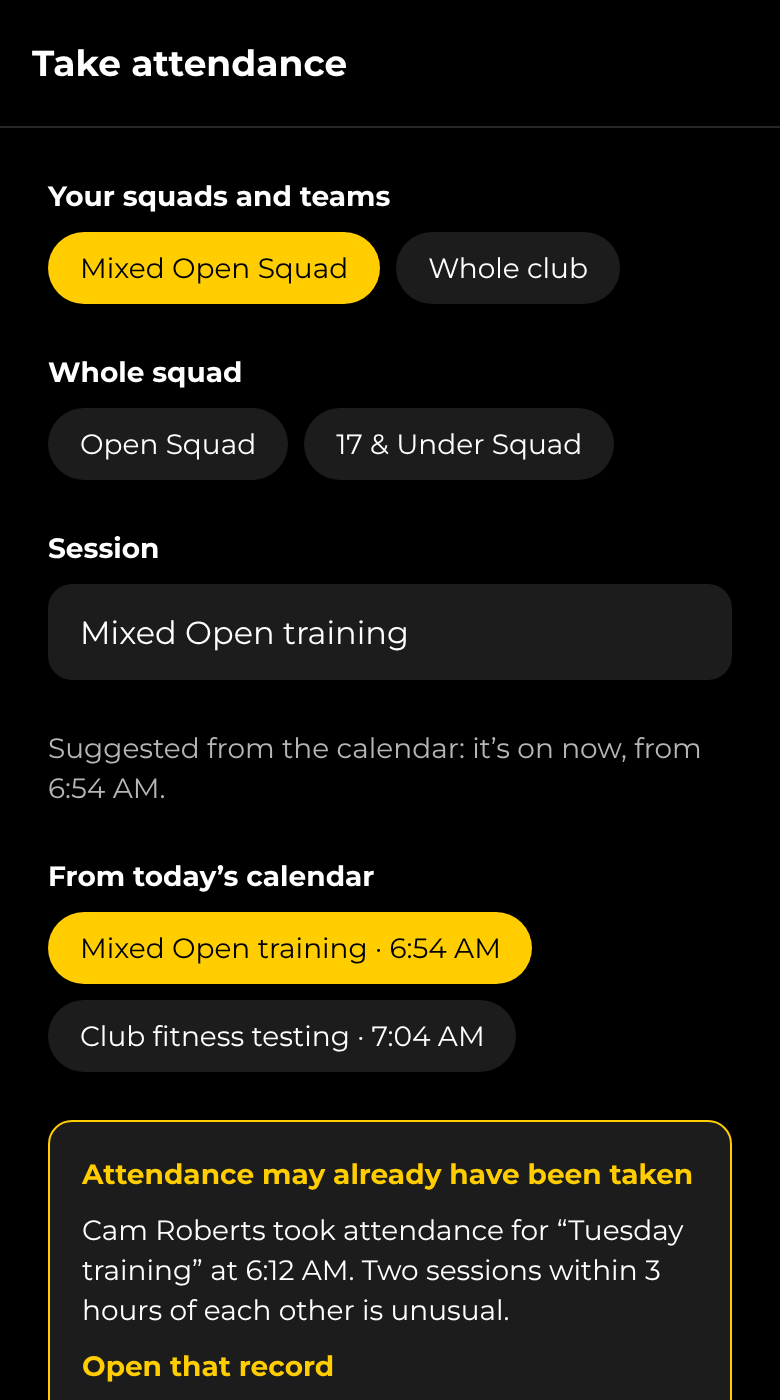 Take attendance
Your squads and teams
Mixed Open Squad
Whole club
Whole squad
Open Squad
17 & Under Squad
Session
Mixed Open training
Suggested from the calendar: it’s on now, from
6:54 AM.
From today’s calendar
Mixed Open training · 6:54 AM
Club fitness testing · 7:04 AM
Attendance may already have been taken
Cam Roberts took attendance for “Tuesday
training” at 6:12 AM. Two sessions within 3
hours of each other is unusual.
Open that record